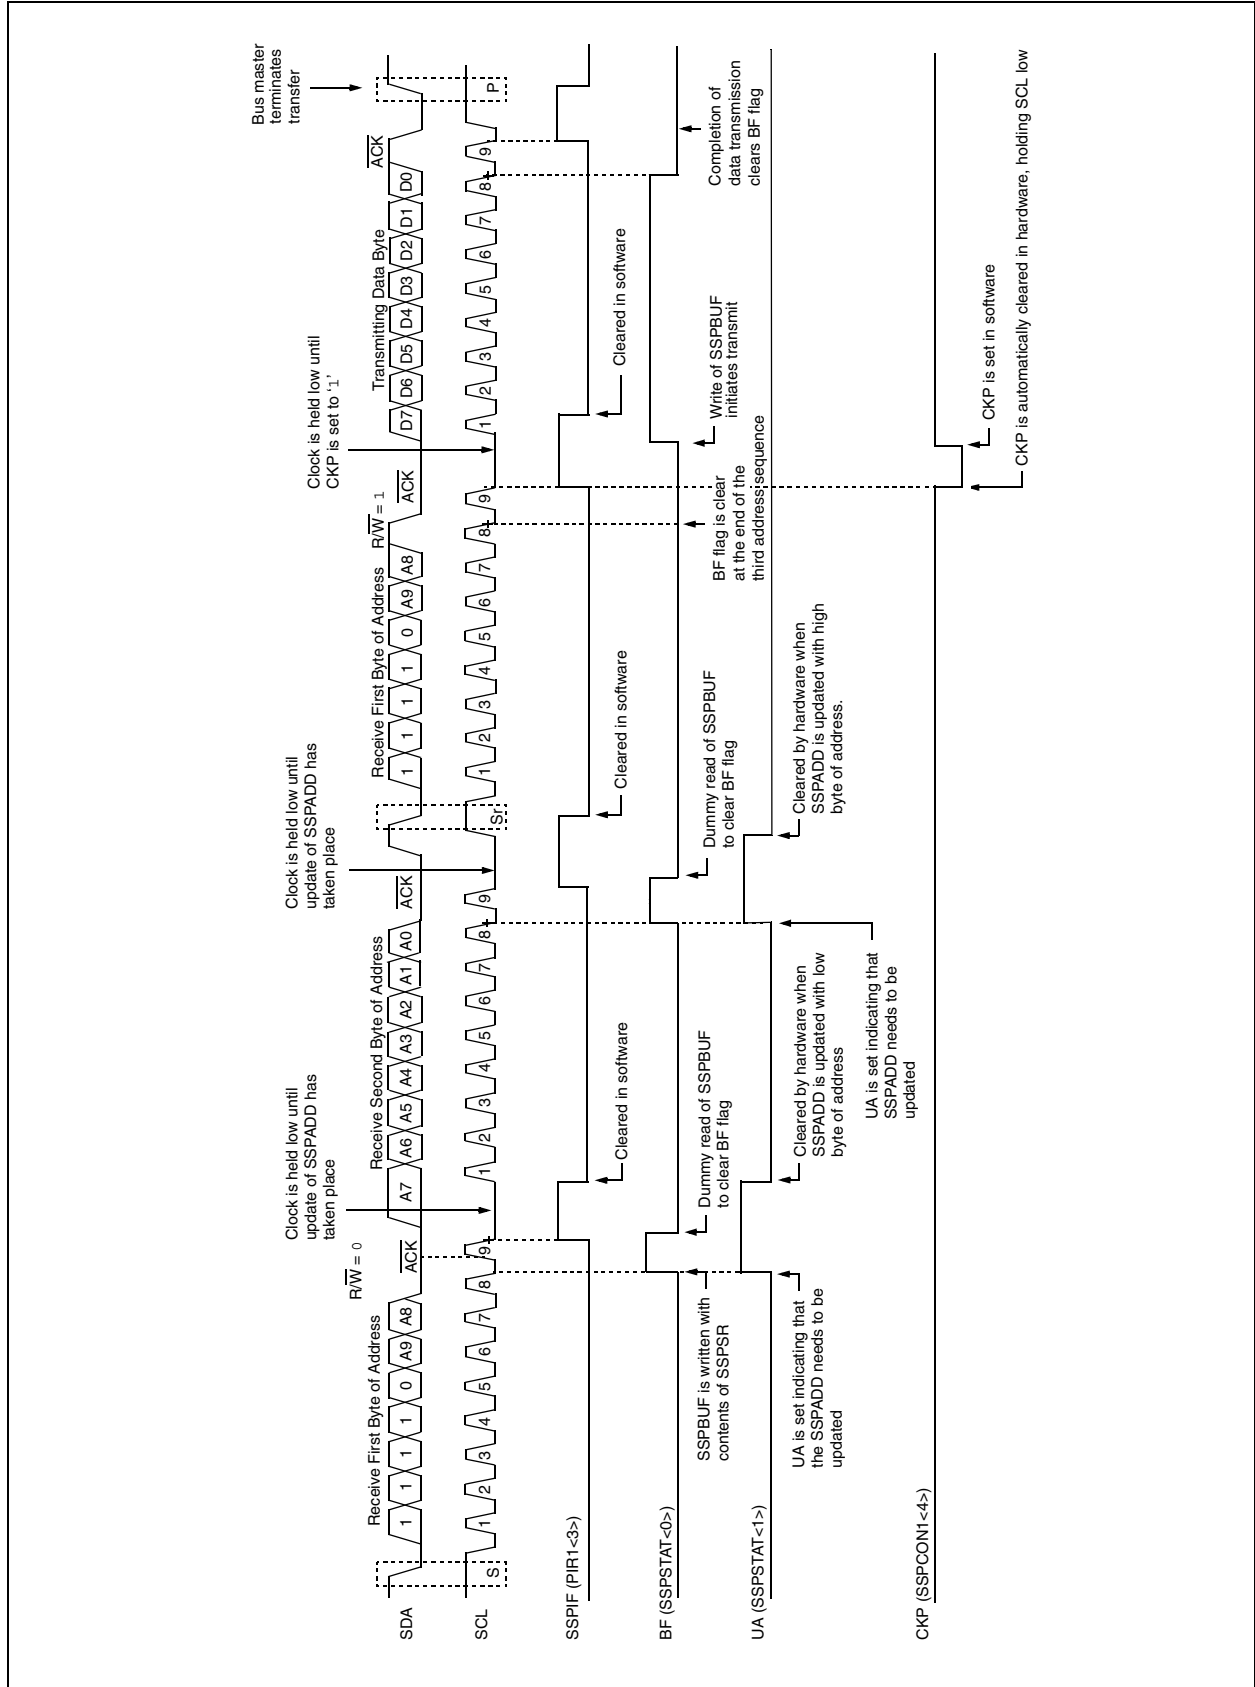 Receive First Byte of Address
R/W = 0
Clock is held low until
update of SSPADD has
taken place
Receive Second Byte of Address
Clock is held low until
update of SSPADD has
taken place
Receive First Byte of Address
R/W = 1
Clock is held low until
CKP is set to ‘1’
Transmitting Data Byte
Bus master
terminates
transfer
SDA
1 1 1 1 0 A9 A8 ACK A7 A6 A5 A4 A3 A2 A1 A0 ACK 1 1 1 1 0 A9 A8 ACK D7 D6 D5 D4 D3 D2 D1 D0 ACK
SCL
S 1 2 3 4 5 6 7 8 9 1 2 3 4 5 6 7 8 9 Sr 1 2 3 4 5 6 7 8 9 1 2 3 4 5 6 7 8 9 P
SSPIF (PIR1<3>)
Cleared in software
Cleared in software
Cleared in software
BF (SSPSTAT<0>)
SSPBUF is written with
contents of SSPSR
Dummy read of SSPBUF
to clear BF flag
Dummy read of SSPBUF
to clear BF flag
BF flag is clear
at the end of the
third address sequence
Write of SSPBUF
initiates transmit
Completion of
data transmission
clears BF flag
UA (SSPSTAT<1>)
UA is set indicating that
the SSPADD needs to be
updated
Cleared by hardware when
SSPADD is updated with low
byte of address
UA is set indicating that
SSPADD needs to be
updated
Cleared by hardware when
SSPADD is updated with high
byte of address.
CKP (SSPCON1<4>)
CKP is set in software
CKP is automatically cleared in hardware, holding SCL low